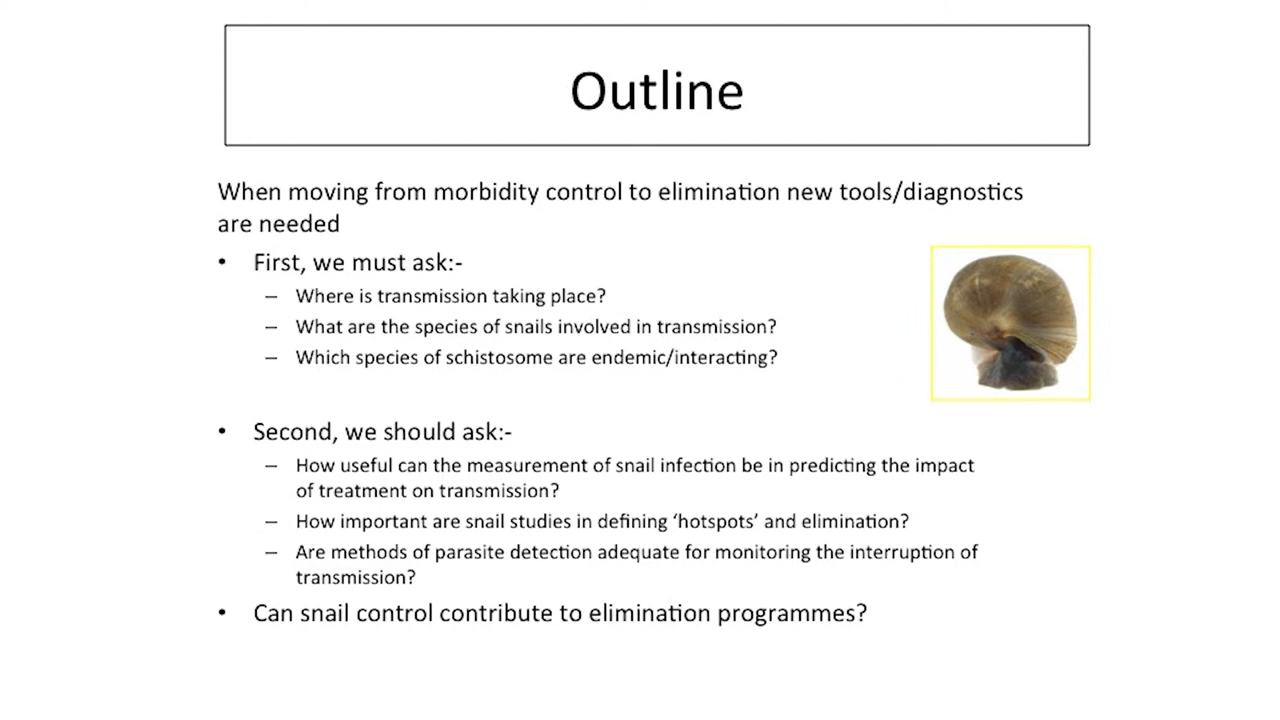 Outline
When moving from morbidity control to elimination new tools/diagnostics
are needed
• First, we must ask:-
– Where is transmission taking place?
– What are the species of snails involved in transmission?
– Which species of schistosome are endemic/interacting?
• Second, we should ask:-
– How useful can the measurement of snail infection be in predicting the impact
of treatment on transmission?
– How important are snail studies in defining ‘hotspots’ and elimination?
– Are methods of parasite detection adequate for monitoring the interruption of
transmission?
• Can snail control contribute to elimination programmes?